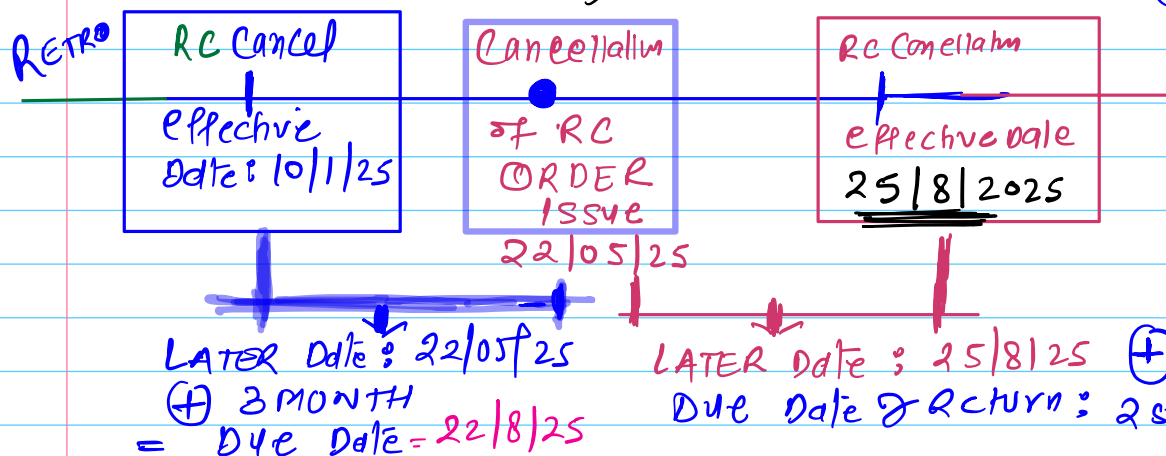 RETRO
RC Cancel
effective
Date: 10/1/25
Cancellation
of RC
ORDER
Issue
22/05/25
RC Concellation
effective Date
25/8/2025
LATER Date: 22/05/25
+ 3 MONTH
= Due Date = 22/8/25
LATER Date: 25/8/25 +
Due Date of Return: